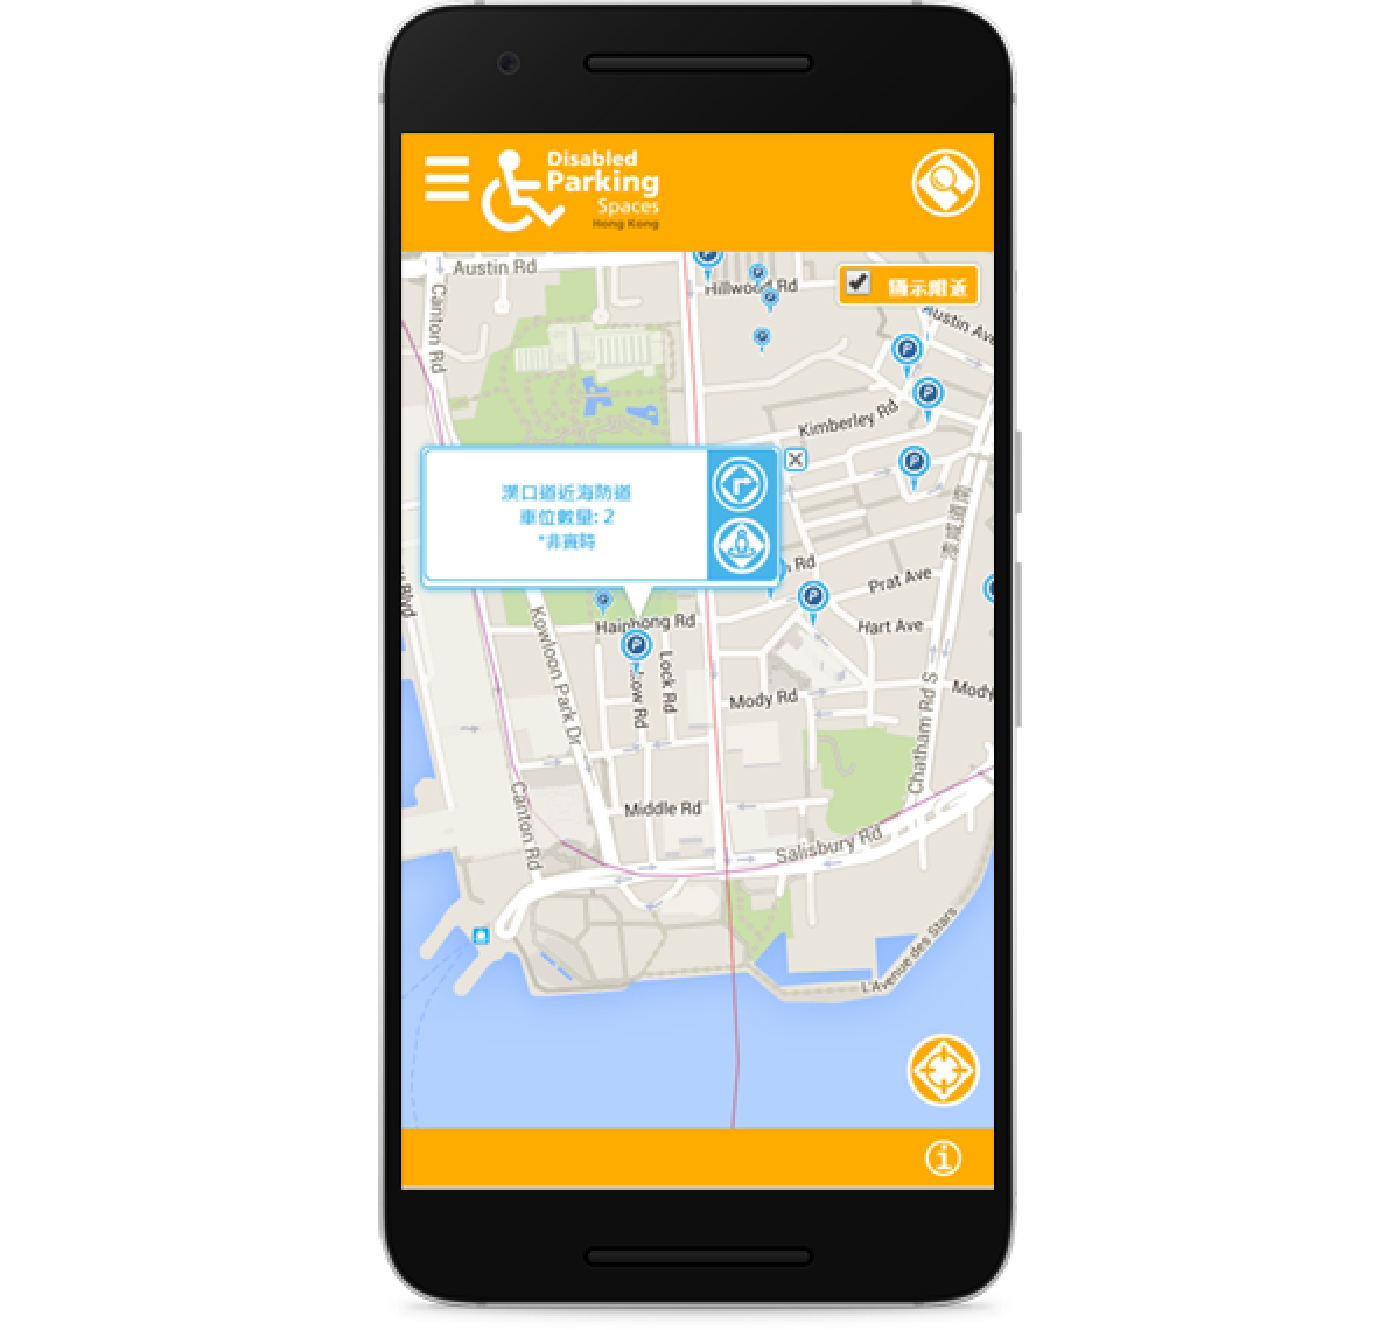 Disabled
Parking
Spaces
Hong Kong
顯示附近
Austin Rd
Canton Rd
Hillwood Rd
Austin Ave
Kimberley Rd
漢口道近海防道
車位數量: 2
*非實時
n Rd
Prat Ave
Hart Ave
Haiphong Rd
Kowloon Park Dr
Lock Rd
kow Rd
Mody Rd
Mody
Chatham Rd S
Canton Rd
Middle Rd
Salisbury Rd
L'Avenue des Stars